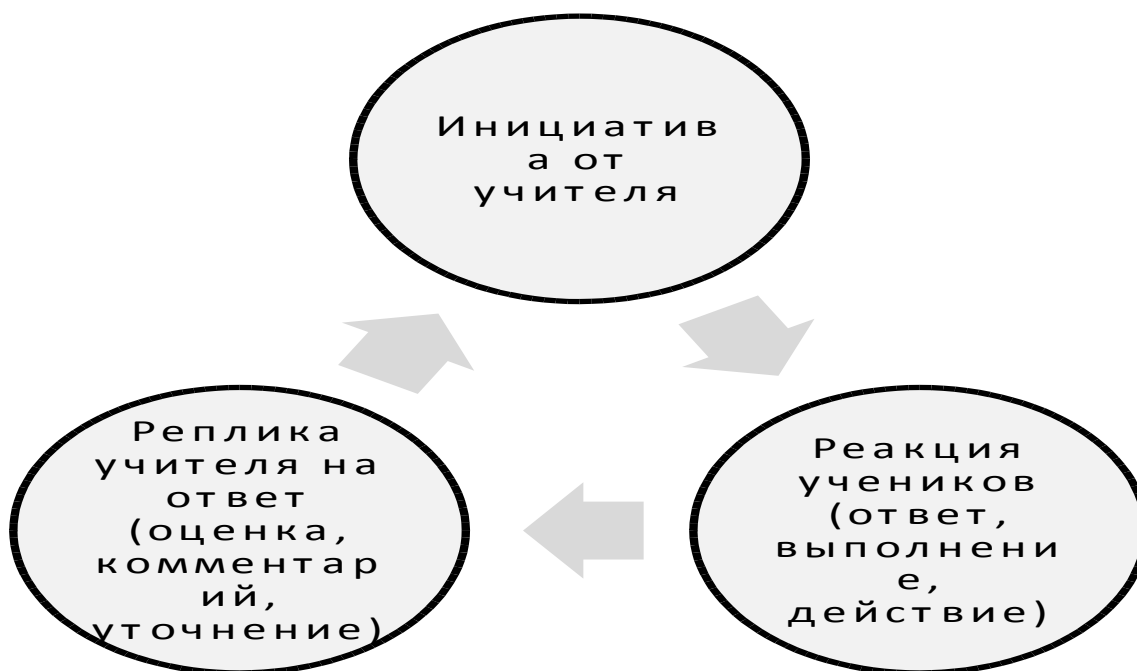 Инициатив
а от
учителя
Реплика
учителя на
ответ
(оценка,
комментар
ий,
уточнение)
Реакция
учеников
(ответ,
выполнени
е,
действие)